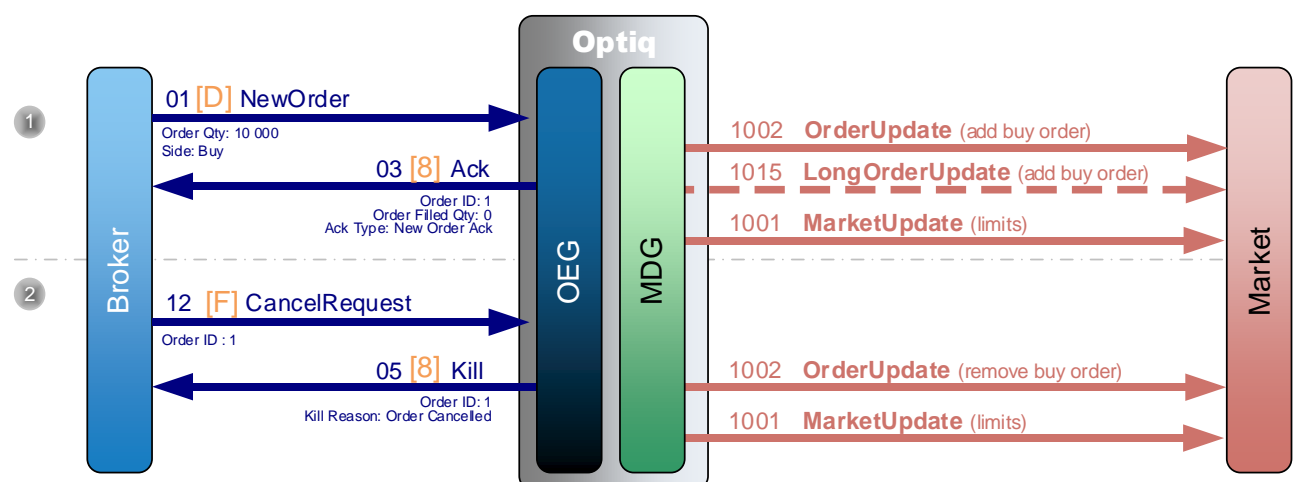 Optiq
1
01 [D] NewOrder
Order Qty: 10 000
Side: Buy
03 [8] Ack
Order ID: 1
Order Filled Qty: 0
Ack Type: New Order Ack
1002 OrderUpdate (add buy order)
1015 LongOrderUpdate (add buy order)
1001 MarketUpdate (limits)
Broker
OEG
MDG
Market
2
12 [F] CancelRequest
Order ID : 1
05 [8] Kill
Order ID: 1
Kill Reason: Order Cancelled
1002 OrderUpdate (remove buy order)
1001 MarketUpdate (limits)